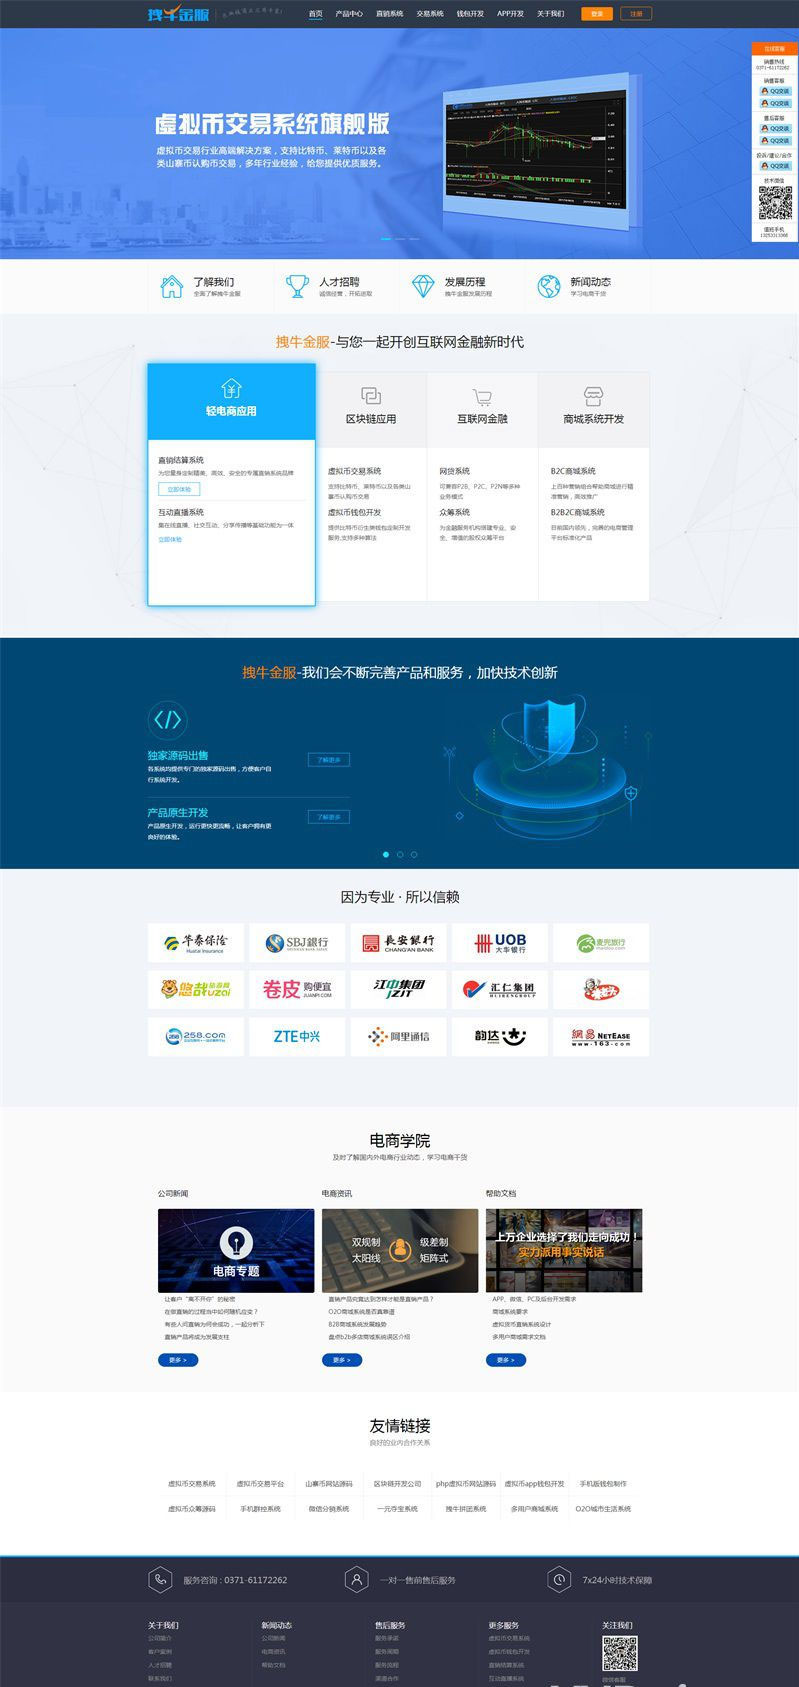 拽牛金服
首页 产品中心 直销系统 交易系统 钱包开发 APP开发 关于我们 登录 注册
虚拟币交易系统旗舰版
虚拟币交易行业高端解决方案，支持比特币、莱特币以及各
类山寨币认购币交易，多年行业经验，给您提供优质服务。
在线客服
销售热线
0371-61172262
销售客服
QQ交谈
QQ交谈
售后客服
QQ交谈
QQ交谈
投诉/建议/合作
QQ交谈
技术微信
值班手机
了解我们
全面了解拽牛金服
人才招聘
诚信经营，开拓进取
发展历程
拽牛金服发展历程
新闻动态
学习电商干货
拽牛金服-与您一起开创互联网金融新时代
轻电商应用
直销结算系统
为您量身定制精美、高效、安全的专属直销系统品牌
立即体验
互动直播系统
集在线直播、社交互动、分享传播等基础功能为一体
立即体验
区块链应用
虚拟币交易系统
支持比特币、莱特币以及各类山
寨币认购币交易
虚拟币钱包开发
提供比特币衍生类钱包定制开发
服务,支持多种算法
互联网金融
网贷系统
可兼容P2B、P2C、P2N等多种
业务模式
众筹系统
为金融服务机构搭建专业、安
全、增值的股权众筹平台
商城系统开发
B2C商城系统
上百种营销组合帮助商城进行精
准营销，高效推广
B2B2C商城系统
目前国内领先，完善的电商管理
平台标准化产品
拽牛金服-我们会不断完善产品和服务，加快技术创新
独家源码出售
各系统均提供专门的独家源码出售，方便客户自
行系统开发。
了解更多
产品原生开发
产品原生开发，运行更快更流畅，让客户拥有更
良好的体验。
了解更多
因为专业 · 所以信赖
华泰保险
Huatai Insurance
SBJ銀行
長安銀行
CHANG'AN BANK
UOB
大华银行
麦兜旅行
悠哉旅游网
uzai
卷皮 购便宜
JUANPI.COM
江中集团
JZJT
汇仁集团
HUIRENGROUP
258.com
ZTE中兴
阿里通信
韵达
網易 NETEASE
www.163.com
电商学院
及时了解国内外电商行业动态，学习电商干货
公司新闻
电商专题
让客户“离不开你”的秘密
在做直销的过程当中如何随机应变？
有些人问直销为何会成功，一起分析下
直销产品将成为发展支柱
更多 >
电商资讯
双规制 级差制
太阳线 矩阵式
直销产品究竟达到怎样才能是直销产品？
O2O商城系统是否真靠谱
B2B商城系统发展趋势
盘点b2b多店商城系统误区介绍
更多 >
帮助文档
上万企业选择了我们走向成功！
实力派用事实说话
APP、微信、PC及后台开发需求
商城系统要求
虚拟货币直销系统设计
多用户商城需求文档
更多 >
友情链接
良好的业内合作关系
虚拟币交易系统 虚拟币交易平台 山寨币网站源码 区块链开发公司 php虚拟币网站源码 虚拟币app钱包开发 手机版钱包制作
虚拟币众筹源码 手机群控系统 微信分销系统 一元夺宝系统 拽牛拼团系统 多用户商城系统 O2O城市生活系统
服务咨询 : 0371-61172262 一对一售前售后服务 7x24小时技术保障
关于我们 新闻动态 售后服务 更多服务 关注我们
公司简介 公司新闻 服务承诺 虚拟币交易系统
客户案例 电商资讯 服务周期 虚拟币钱包开发
人才招聘 帮助文档 服务流程 直销结算系统
联系我们 渠道合作 互动直播系统 微信客服